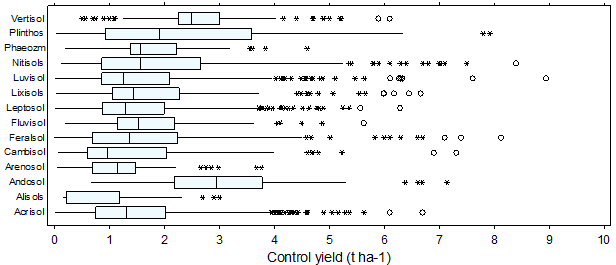 Vertisol
Plinthos
Phaeozm
Nitisols
Luvisol
Lixisols
Leptosol
Fluvisol
Feralsol
Cambisol
Arenosol
Andosol
Alisols
Acrisol
0 1 2 3 4 5 6 7 8 9 10
Control yield (t ha-1)